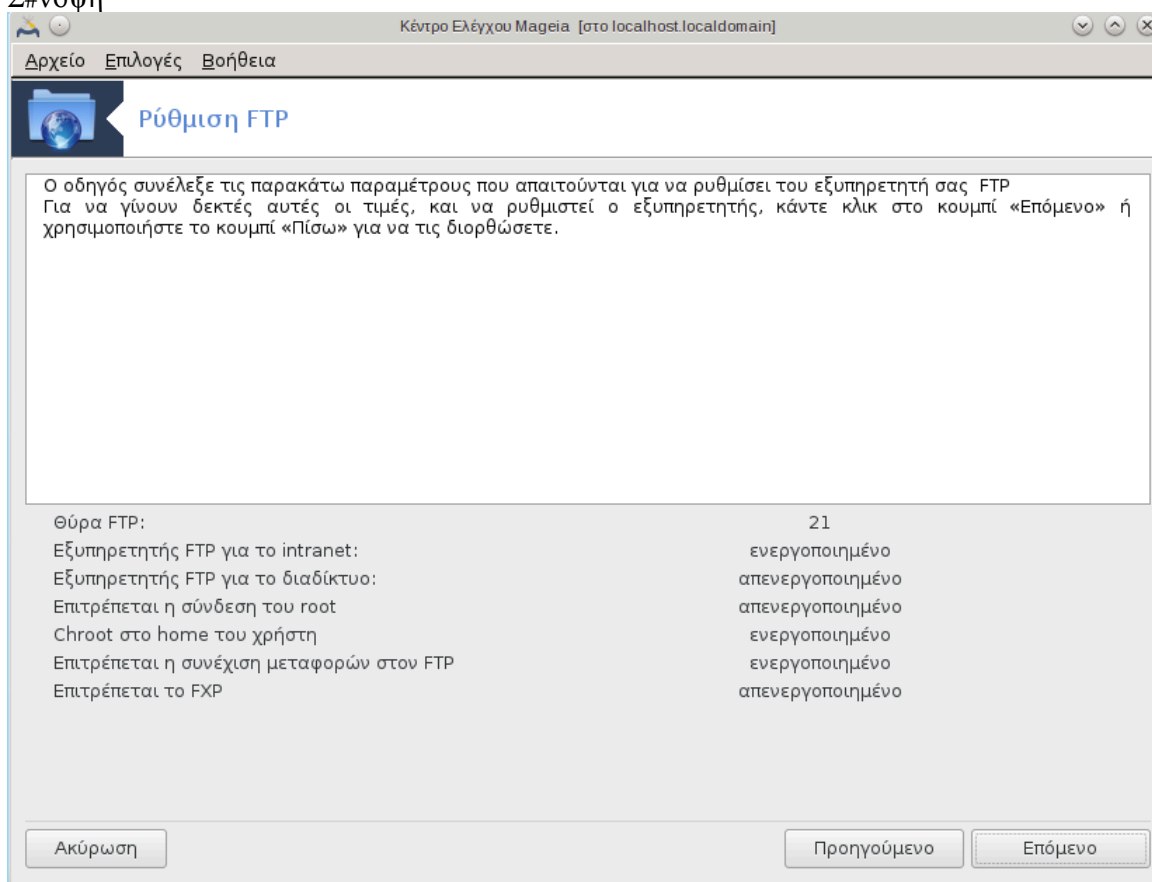 Σ#νοψη
Κέντρο Ελέγχου Mageia [στο localhost.localdomain]
Αρχείο Επιλογές Βοήθεια
Ρύθμιση FTP
Ο οδηγός συνέλεξε τις παρακάτω παραμέτρους που απαιτούνται για να ρυθμίσει του εξυπηρετητή σας FTP
Για να γίνουν δεκτές αυτές οι τιμές, και να ρυθμιστεί ο εξυπηρετητής, κάντε κλικ στο κουμπί «Επόμενο» ή
χρησιμοποιήστε το κουμπί «Πίσω» για να τις διορθώσετε.
Θύρα FTP: 21
Εξυπηρετητής FTP για το intranet: ενεργοποιημένο
Εξυπηρετητής FTP για το διαδίκτυο: απενεργοποιημένο
Επιτρέπεται η σύνδεση του root απενεργοποιημένο
Chroot στο home του χρήστη ενεργοποιημένο
Επιτρέπεται η συνέχιση μεταφορών στον FTP ενεργοποιημένο
Επιτρέπεται το FXP απενεργοποιημένο
Ακύρωση Προηγούμενο Επόμενο